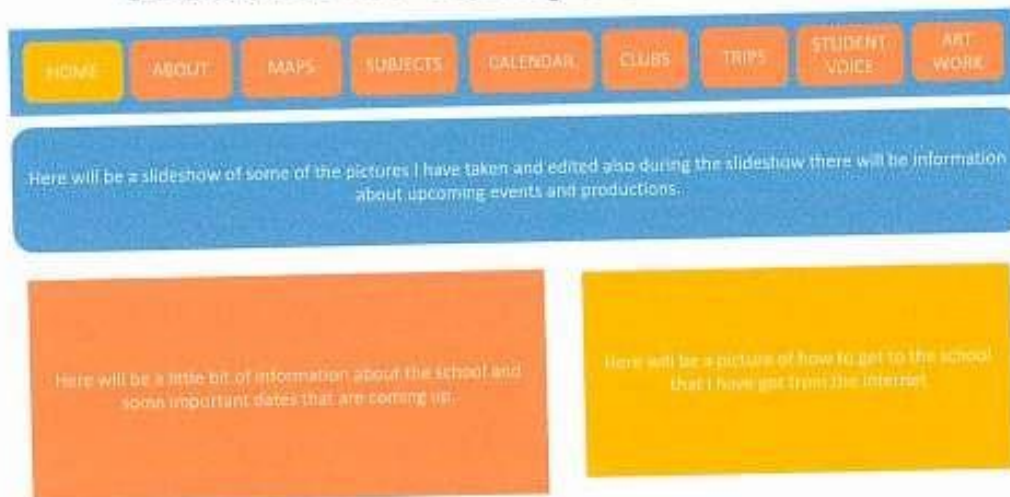 HOME ABOUT MAPS SUBJECTS CALENDAR CLUBS TRIPS STUDENT VOICE ART WORK
Here will be a slideshow of some of the pictures I have taken and edited also during the slideshow there will be information
about upcoming events and productions.
Here will be a little bit of information about the school and
some important dates that are coming up.
Here will be a picture of how to get to the school
that I have got from the internet